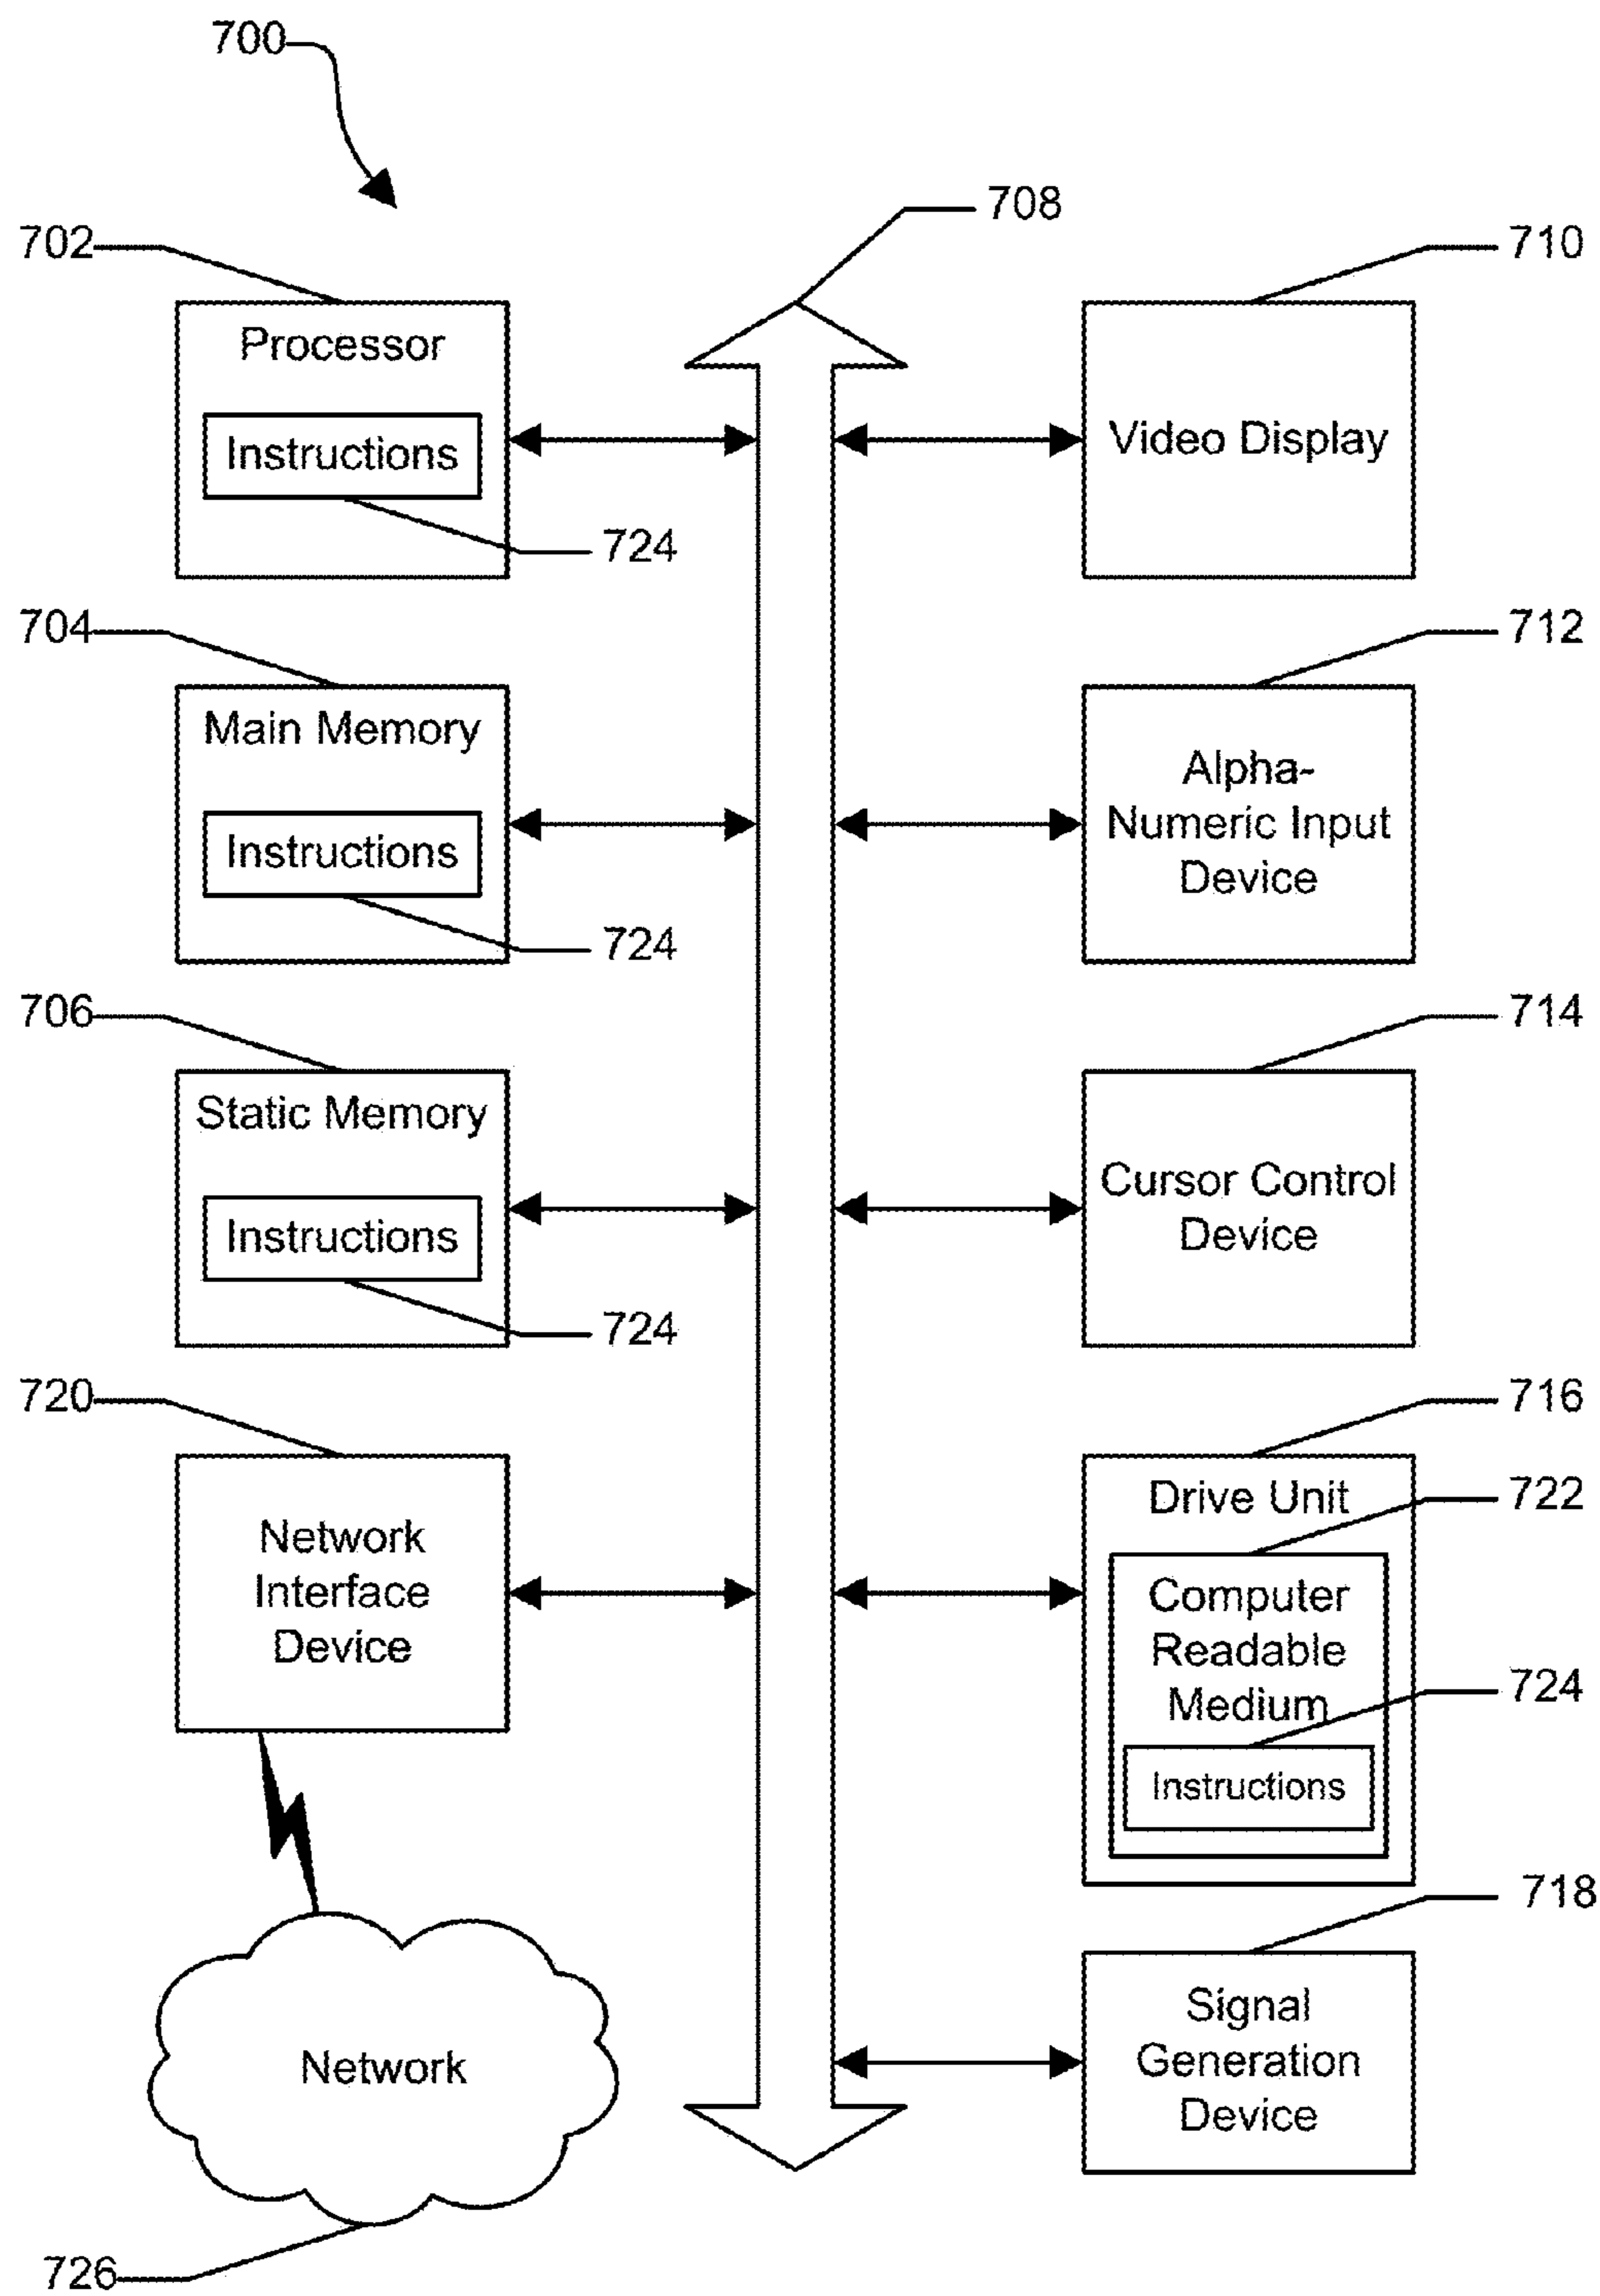 700
708
702
710
Processor
Instructions
724
Video Display
704
712
Main Memory
Instructions
724
Alpha-
Numeric Input
Device
706
714
Static Memory
Instructions
724
Cursor Control
Device
720
716
Network
Interface
Device
Drive Unit
722
Computer
Readable
Medium
724
Instructions
718
Signal
Generation
Device
Network
726